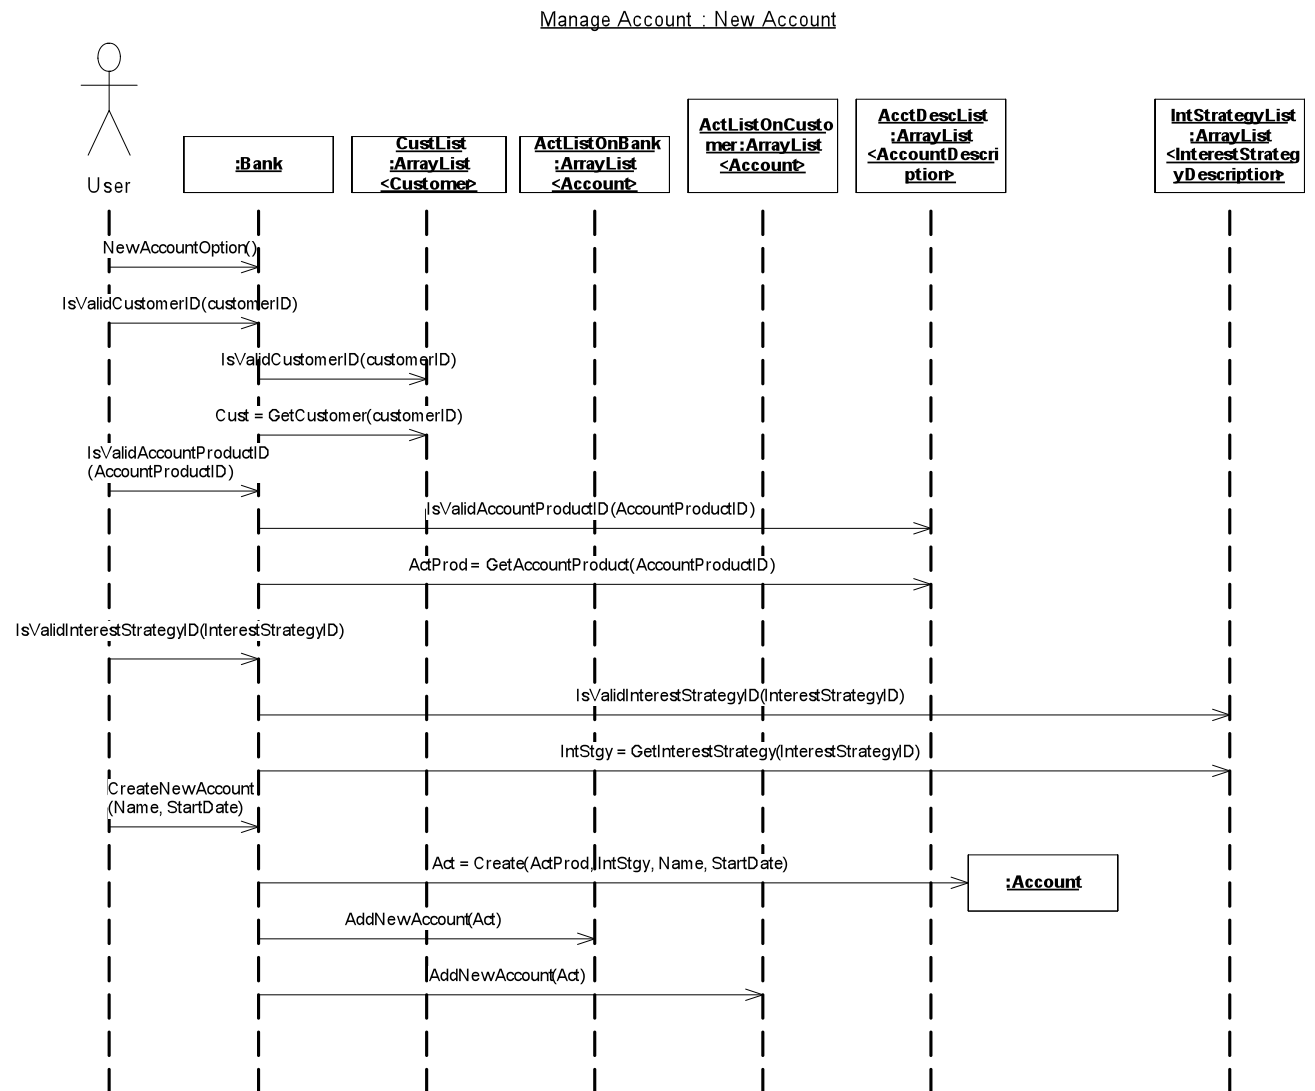 Manage Account : New Account
User
:Bank
CustList
:ArrayList
<Customer>
ActListOnBank
:ArrayList
<Account>
ActListOnCusto
mer:ArrayList
<Account>
AcctDescList
:ArrayList
<AccountDescri
ption>
IntStrategyList
:ArrayList
<InterestStrateg
yDescription>
NewAccountOption()
IsValidCustomerID(customerID)
IsValidCustomerID(customerID)
Cust = GetCustomer(customerID)
IsValidAccountProductID
(AccountProductID)
IsValidAccountProductID(AccountProductID)
ActProd = GetAccountProduct(AccountProductID)
IsValidInterestStrategyID(InterestStrategyID)
IsValidInterestStrategyID(InterestStrategyID)
IntStgy = GetInterestStrategy(InterestStrategyID)
CreateNewAccount
(Name, StartDate)
Act = Create(ActProd, IntStgy, Name, StartDate)
:Account
AddNewAccount(Act)
AddNewAccount(Act)